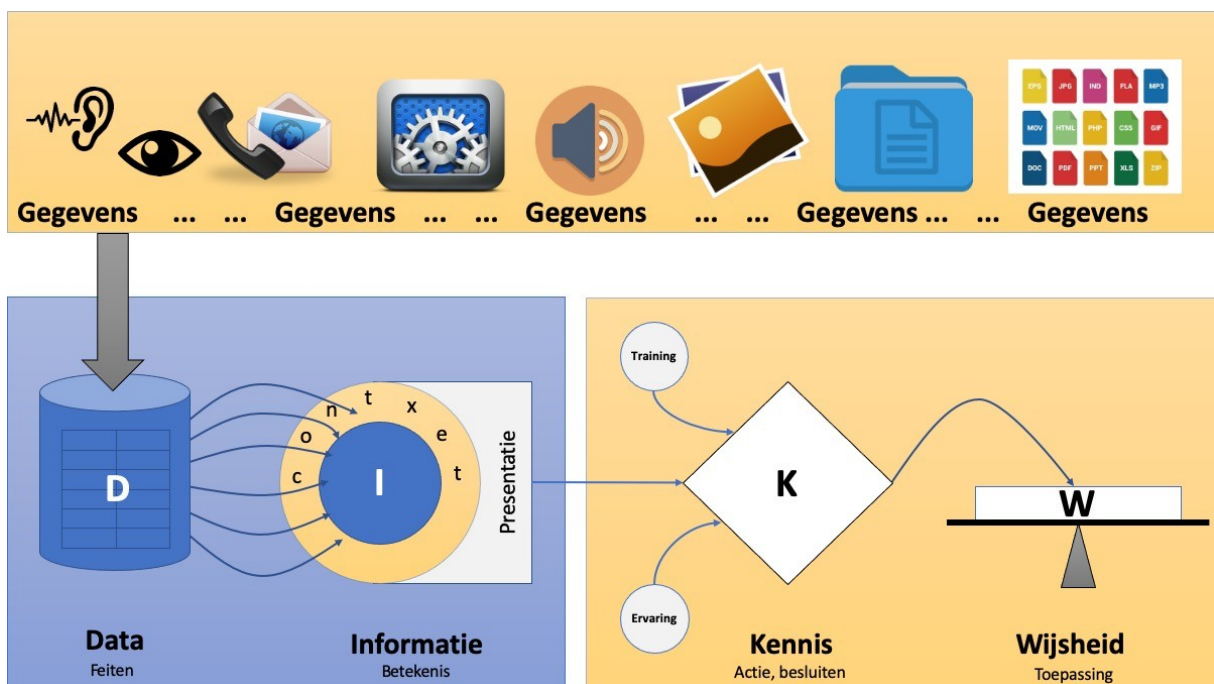 EPS JPG IND FLA MP3
MOV HTML PHP CSS GIF
DOC PDF PPT XLS ZIP
Gegevens ... ... Gegevens ... ... Gegevens ... ... Gegevens ... ... Gegevens
D
c o n t x e t
I
Presentatie
Training
Ervaring
K
W
Data
Feiten
Informatie
Betekenis
Kennis
Actie, besluiten
Wijsheid
Toepassing